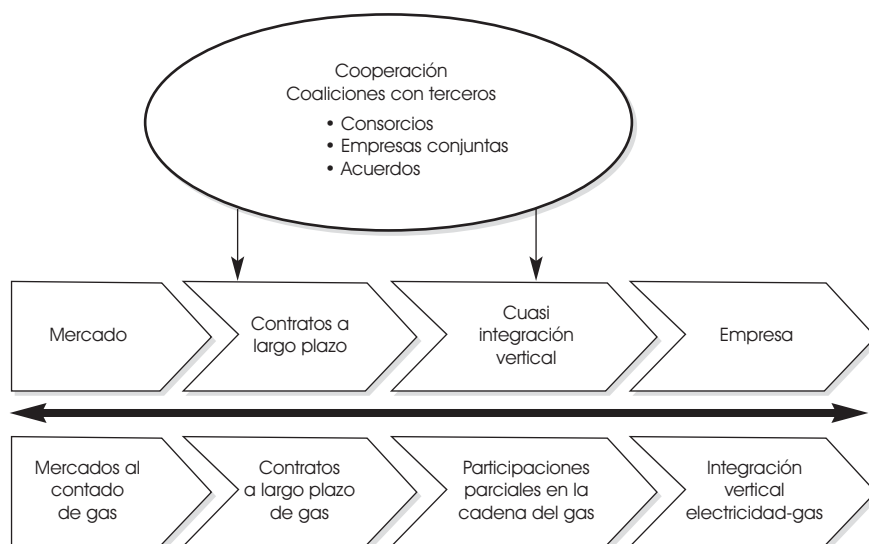 Cooperación
Coaliciones con terceros
• Consorcios
• Empresas conjuntas
• Acuerdos
Mercado
Contratos a
largo plazo
Cuasi
integración
vertical
Empresa
Mercados al
contado
de gas
Contratos
a largo plazo
de gas
Participaciones
parciales en la
cadena del gas
Integración
vertical
electricidad-gas